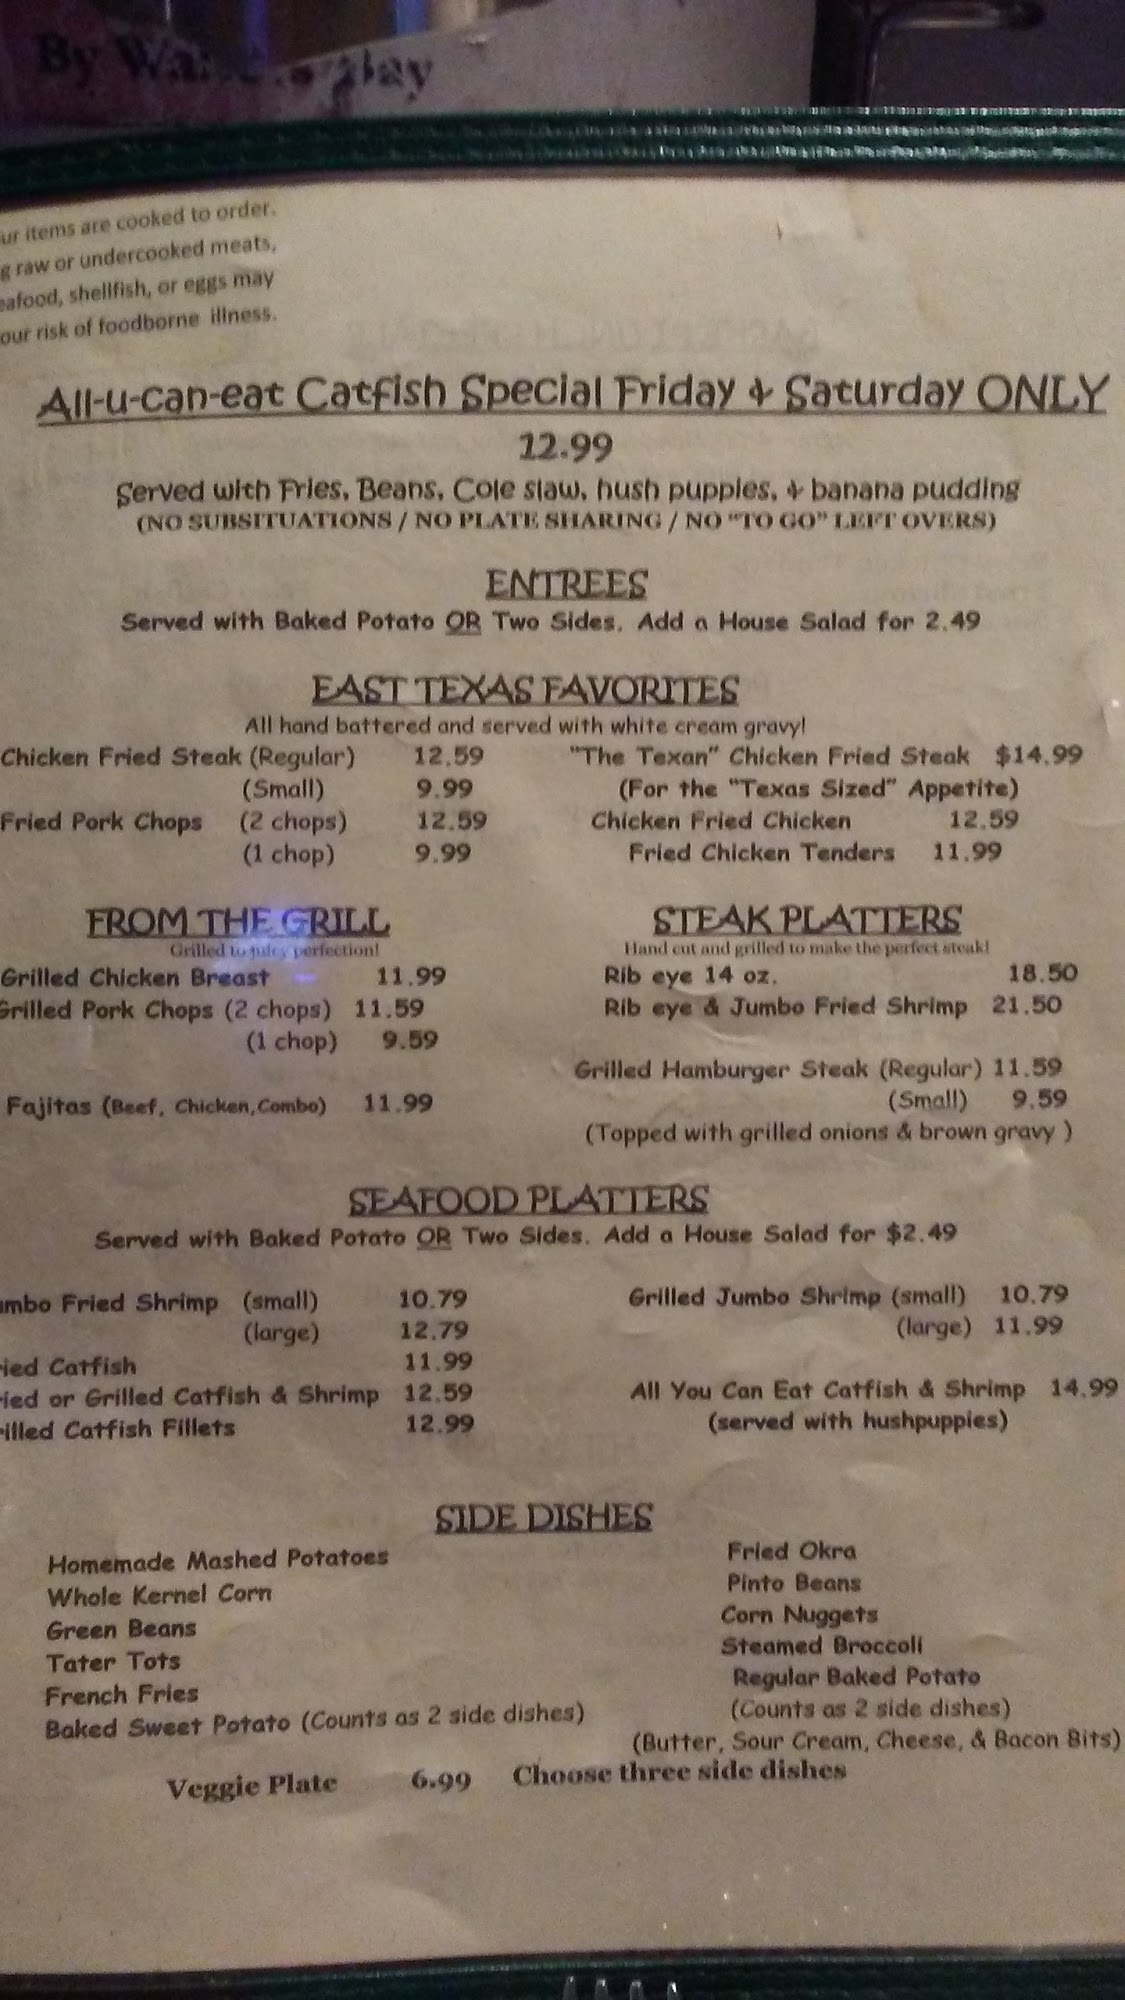 By
ur items are cooked to order.
g raw or undercooked meats,
eafood, shellfish, or eggs may
our risk of foodborne illness.
All-u-can-eat Catfish Special Friday & Saturday ONLY
12.99
Served with Fries, Beans, Cole slaw, hush puppies, & banana pudding
(NO SUBSITUATIONS / NO PLATE SHARING / NO "TO GO" LEFT OVERS)
ENTREES
Served with Baked Potato OR Two Sides. Add a House Salad for 2.49
EAST TEXAS FAVORITES
All hand battered and served with white cream gravy!
Chicken Fried Steak (Regular) 12.59 "The Texan" Chicken Fried Steak $14.99
(Small) 9.99 (For the "Texas Sized" Appetite)
Fried Pork Chops (2 chops) 12.59 Chicken Fried Chicken 12.59
(1 chop) 9.99 Fried Chicken Tenders 11.99
FROM THE GRILL
Grilled to juicy perfection!
Grilled Chicken Breast 11.99
Grilled Pork Chops (2 chops) 11.59
(1 chop) 9.59
Fajitas (Beef, Chicken,Combo) 11.99
STEAK PLATTERS
Hand cut and grilled to make the perfect steak!
Rib eye 14 oz. 18.50
Rib eye & Jumbo Fried Shrimp 21.50
Grilled Hamburger Steak (Regular) 11.59
(Small) 9.59
(Topped with grilled onions & brown gravy )
SEAFOOD PLATTERS
Served with Baked Potato OR Two Sides. Add a House Salad for $2.49
umbo Fried Shrimp (small) 10.79 Grilled Jumbo Shrimp (small) 10.79
(large) 12.79 (large) 11.99
ried Catfish 11.99
ried or Grilled Catfish & Shrimp 12.59 All You Can Eat Catfish & Shrimp 14.99
rilled Catfish Fillets 12.99 (served with hushpuppies)
SIDE DISHES
Homemade Mashed Potatoes
Whole Kernel Corn
Green Beans
Tater Tots
French Fries
Baked Sweet Potato (Counts as 2 side dishes)
Fried Okra
Pinto Beans
Corn Nuggets
Steamed Broccoli
Regular Baked Potato
(Counts as 2 side dishes)
(Butter, Sour Cream, Cheese, & Bacon Bits)
Veggie Plate 6.99 Choose three side dishes